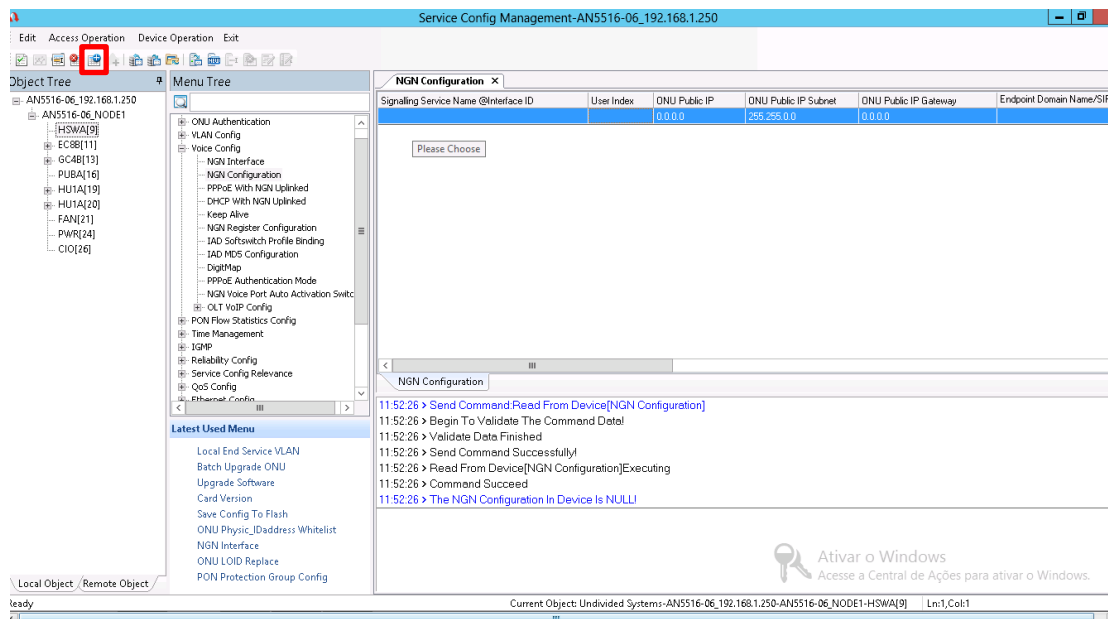 Service Config Management-AN5516-06_192.168.1.250
Edit Access Operation Device Operation Exit
Object Tree
AN5516-06_192.168.1.250
AN5516-06_NODE1
HSWA[9]
EC8B[11]
GC4B[13]
PUBA[16]
HU1A[19]
HU1A[20]
FAN[21]
PWR[24]
CIO[26]
Local Object Remote Object
Menu Tree
ONU Authentication
VLAN Config
Voice Config
NGN Interface
NGN Configuration
PPPoE With NGN Uplinked
DHCP With NGN Uplinked
Keep Alive
NGN Register Configuration
IAD Softswitch Profile Binding
IAD MD5 Configuration
DigitMap
PPPoE Authentication Mode
NGN Voice Port Auto Activation Switc
OLT VoIP Config
PON Flow Statistics Config
Time Management
IGMP
Reliability Config
Service Config Relevance
QoS Config
Ethernet Config
Latest Used Menu
Local End Service VLAN
Batch Upgrade ONU
Upgrade Software
Card Version
Save Config To Flash
ONU Physic_IDaddress Whitelist
NGN Interface
ONU LOID Replace
PON Protection Group Config
NGN Configuration ×
Signalling Service Name @Interface ID User Index ONU Public IP ONU Public IP Subnet ONU Public IP Gateway Endpoint Domain Name/SIF
0.0.0.0 255.255.0.0 0.0.0.0
Please Choose
NGN Configuration
11:52:26 > Send Command:Read From Device[NGN Configuration]
11:52:26 > Begin To Validate The Command Data!
11:52:26 > Validate Data Finished
11:52:26 > Send Command Successfully!
11:52:26 > Read From Device[NGN Configuration]Executing
11:52:26 > Command Succeed
11:52:26 > The NGN Configuration In Device Is NULL!
Ativar o Windows
Acesse a Central de Ações para ativar o Windows.
Ready
Current Object: Undivided Systems-AN5516-06_192.168.1.250-AN5516-06_NODE1-HSWA[9] Ln:1,Col:1